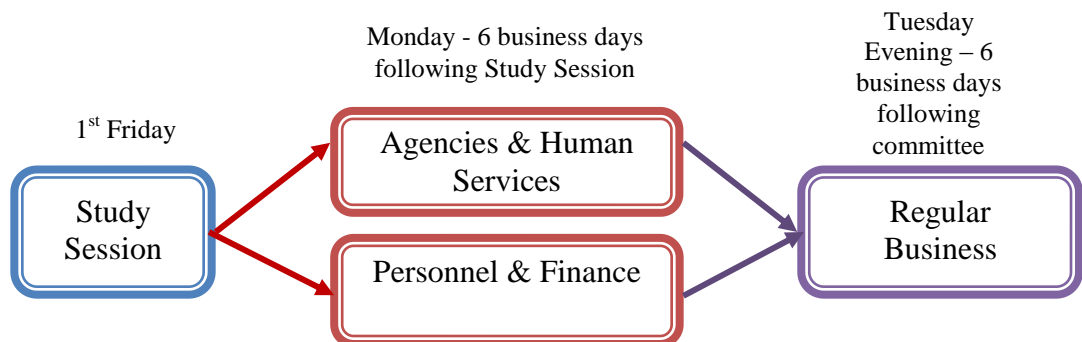 1st Friday
Study
Session
Monday - 6 business days
following Study Session
Agencies & Human
Services
Personnel & Finance
Tuesday
Evening – 6
business days
following
committee
Regular
Business